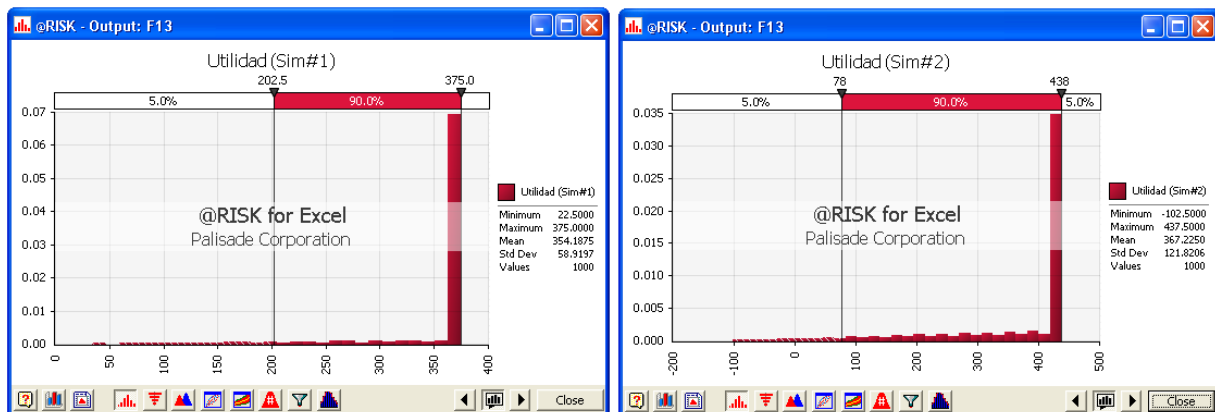 @RISK - Output: F13
Utilidad (Sim#1)
202.5 375.0
5.0% 90.0%
0.07
0.06
0.05
0.04
0.03
0.02
0.01
0.00
@RISK for Excel
Palisade Corporation
0 50 100 150 200 250 300 350 400
Utilidad (Sim#1)
Minimum 22.5000
Maximum 375.0000
Mean 354.1875
Std Dev 58.9197
Values 1000
Close
@RISK - Output: F13
Utilidad (Sim#2)
78 438
5.0% 90.0% 5.0%
0.035
0.030
0.025
0.020
0.015
0.010
0.005
0.000
@RISK for Excel
Palisade Corporation
-200 -100 0 100 200 300 400 500
Utilidad (Sim#2)
Minimum -102.5000
Maximum 437.5000
Mean 367.2250
Std Dev 121.8206
Values 1000
Close